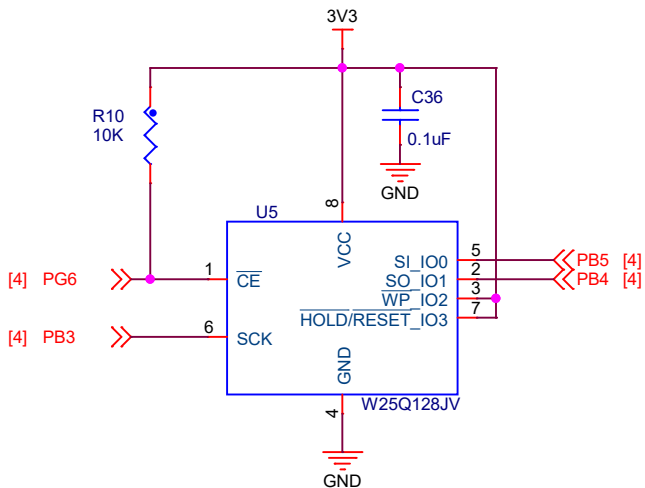 3V3
R10
10K
C36
0.1uF
GND
U5
8
VCC
[4] PG6
1
CE
SI_IO0
5
PB5 [4]
SO_IO1
2
PB4 [4]
WP_IO2
3
HOLD/RESET_IO3
7
[4] PB3
6
SCK
GND
4
W25Q128JV
GND